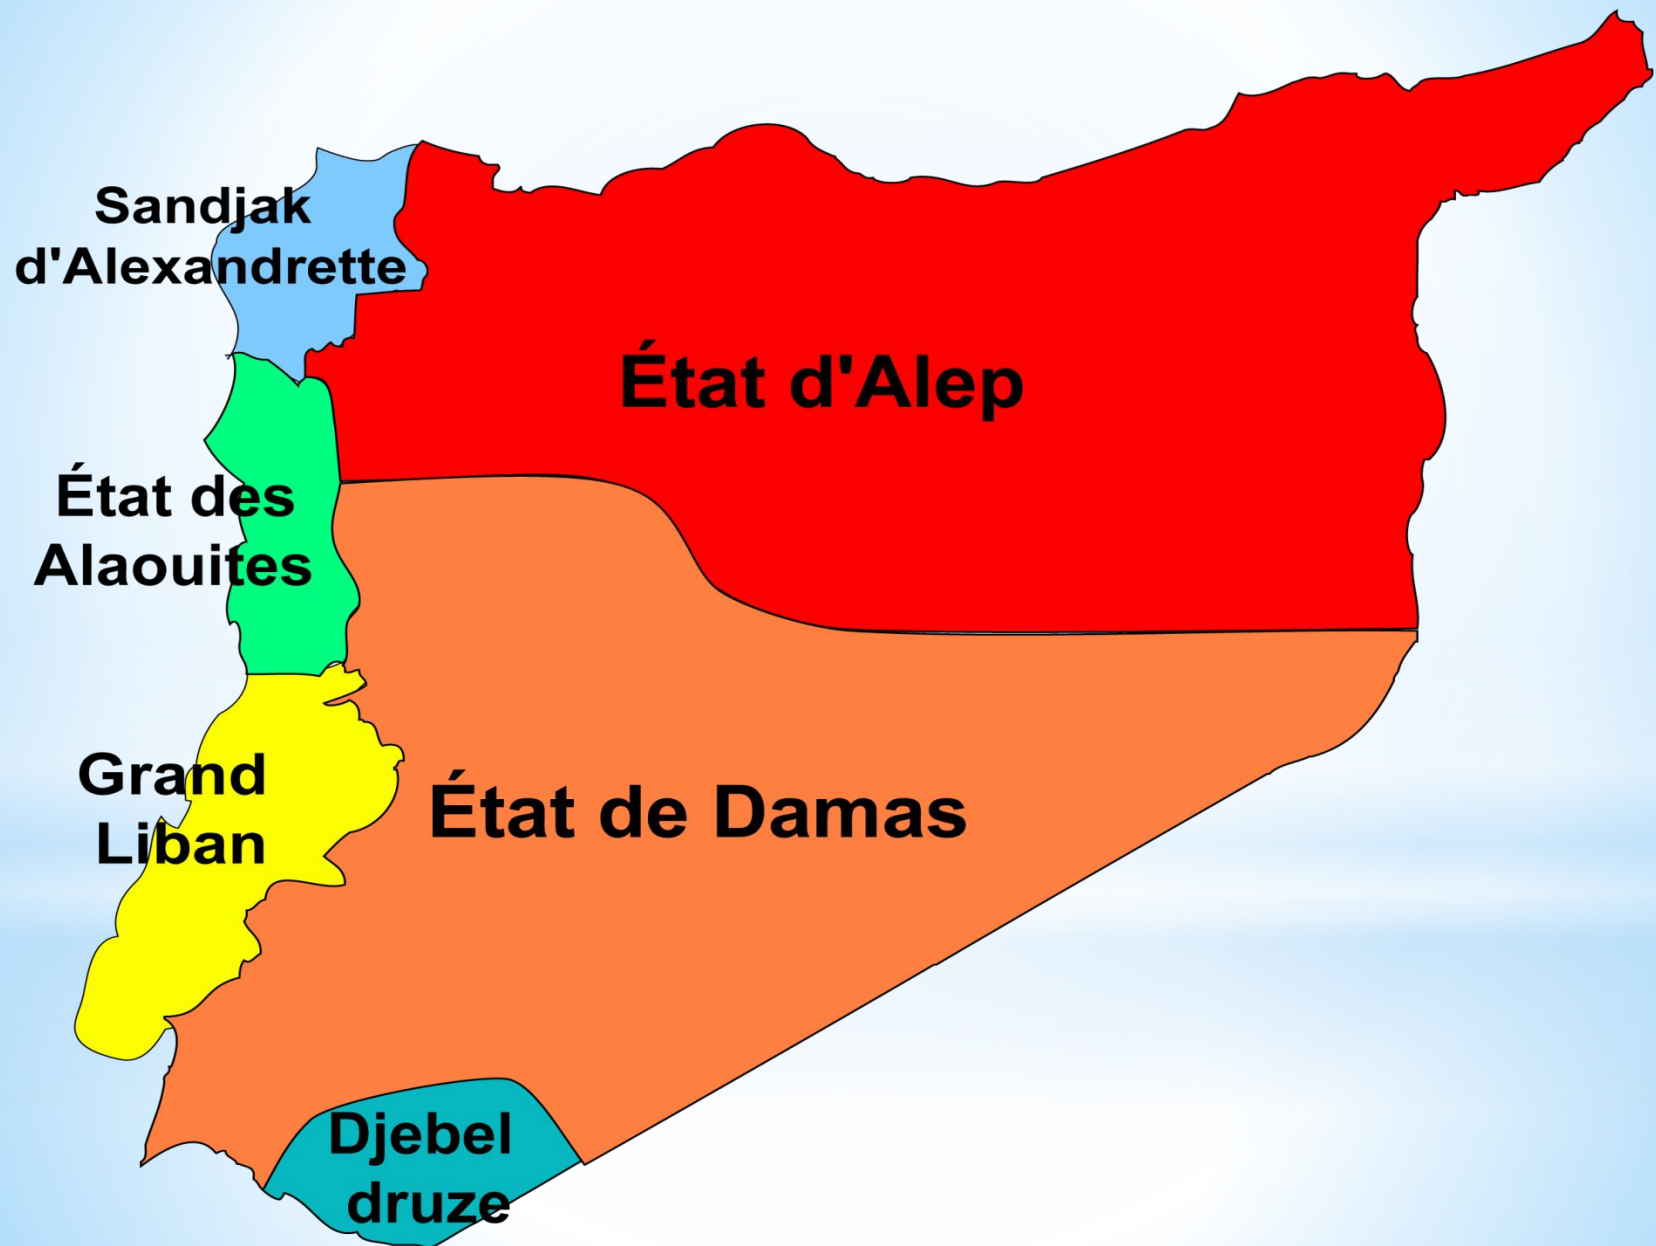 Sandjak
d'Alexandrette
État d'Alep
État des
Alaouites
Grand
Liban
État de Damas
Djebel
druze